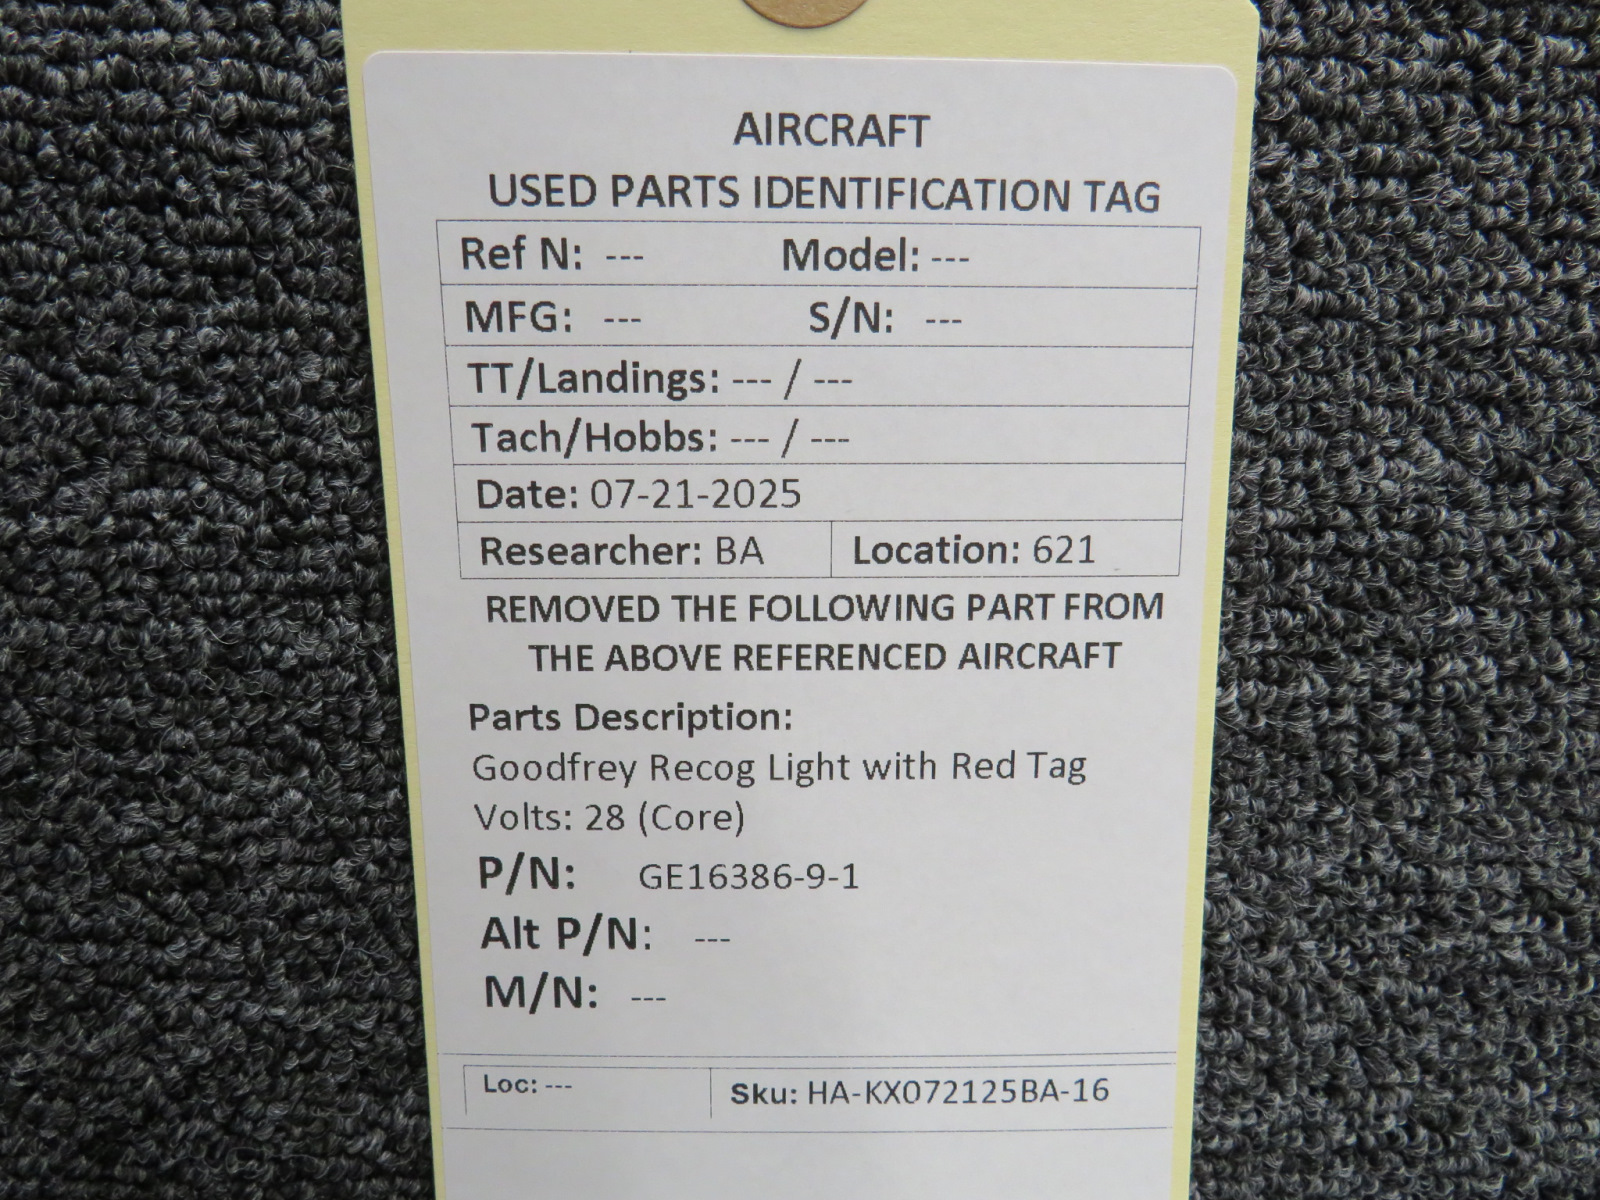 AIRCRAFT
USED PARTS IDENTIFICATION TAG
Ref N: --- Model: ---
MFG: --- S/N: ---
TT/Landings: --- / ---
Tach/Hobbs: --- / ---
Date: 07-21-2025
Researcher: BA Location: 621
REMOVED THE FOLLOWING PART FROM
THE ABOVE REFERENCED AIRCRAFT
Parts Description:
Goodfrey Recog Light with Red Tag
Volts: 28 (Core)
P/N: GE16386-9-1
Alt P/N: ---
M/N: ---
Loc: --- Sku: HA-KX072125BA-16